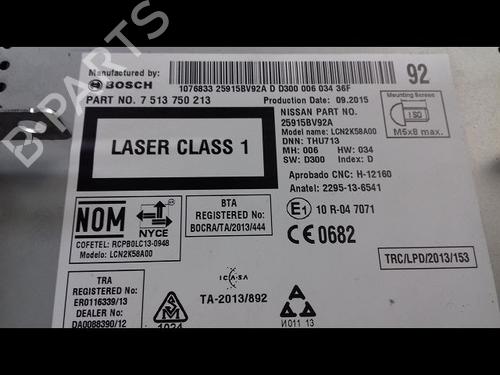 Manufactured by:
BOSCH
1076833 25915BV92A D D300 006 034 36F
92
PART NO. 7 513 750 213
Production Date: 09.2015
NISSAN PART NO.
25915BV92A
Model name: LCN2K58A00
DNN: THU713
MH: 006 HW: 034
SW: D300 Index: D
Mounting Screws
ISO
M5x8 max.
LASER CLASS 1
Aprobado CNC: H-12160
Anatel: 2295-13-6541
NOM
NYCE
COFETEL: RCPBOLC13-0948
Modelo: LCN2K58A00
BTA
REGISTERED No:
BOCRA/TA/2013/444
E1 10 R-04 7071
CE0682
TRC/LPD/2013/153
TRA
REGISTERED No:
ER0116339/13
DEALER No:
DA0088390/12
ICASA
TA-2013/892
1024
И011 13
B-PARTS